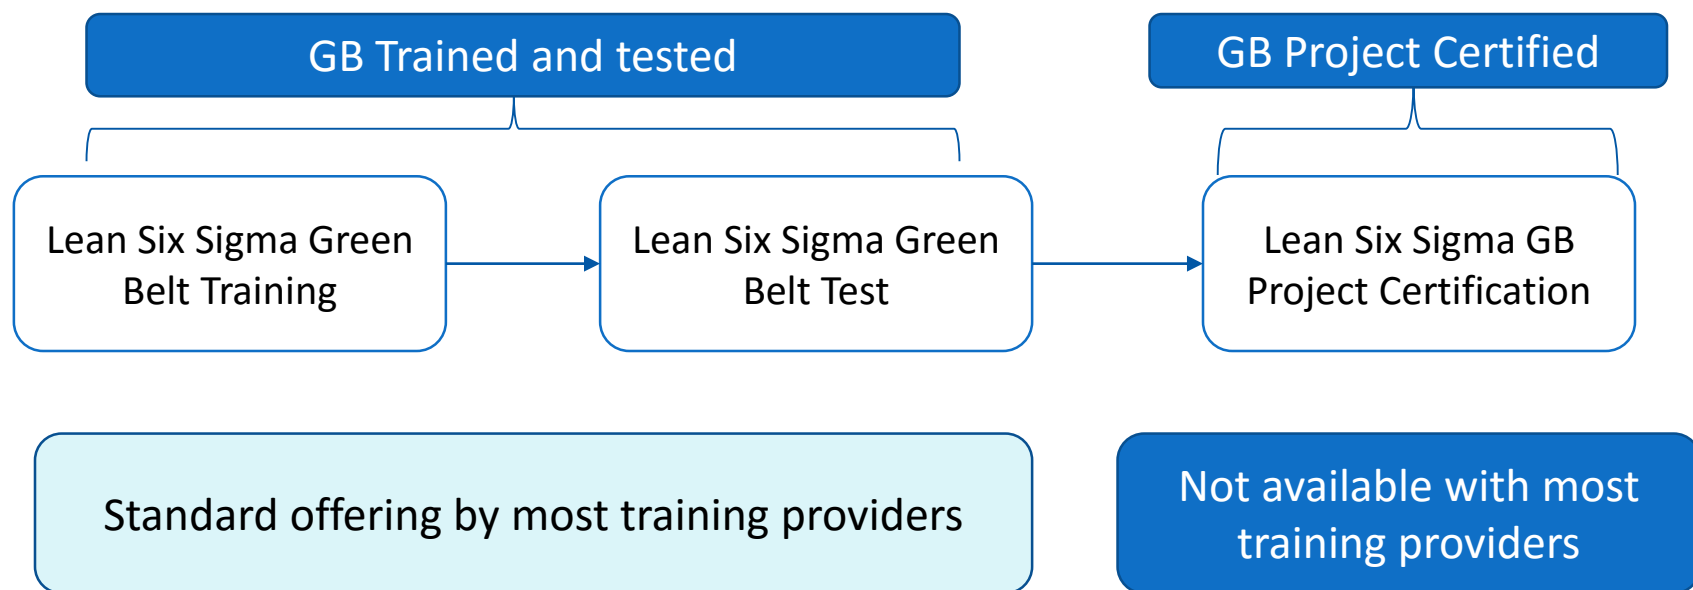 GB Trained and tested
GB Project Certified
Lean Six Sigma Green
Belt Training
Lean Six Sigma Green
Belt Test
Lean Six Sigma GB
Project Certification
Standard offering by most training providers
Not available with most
training providers